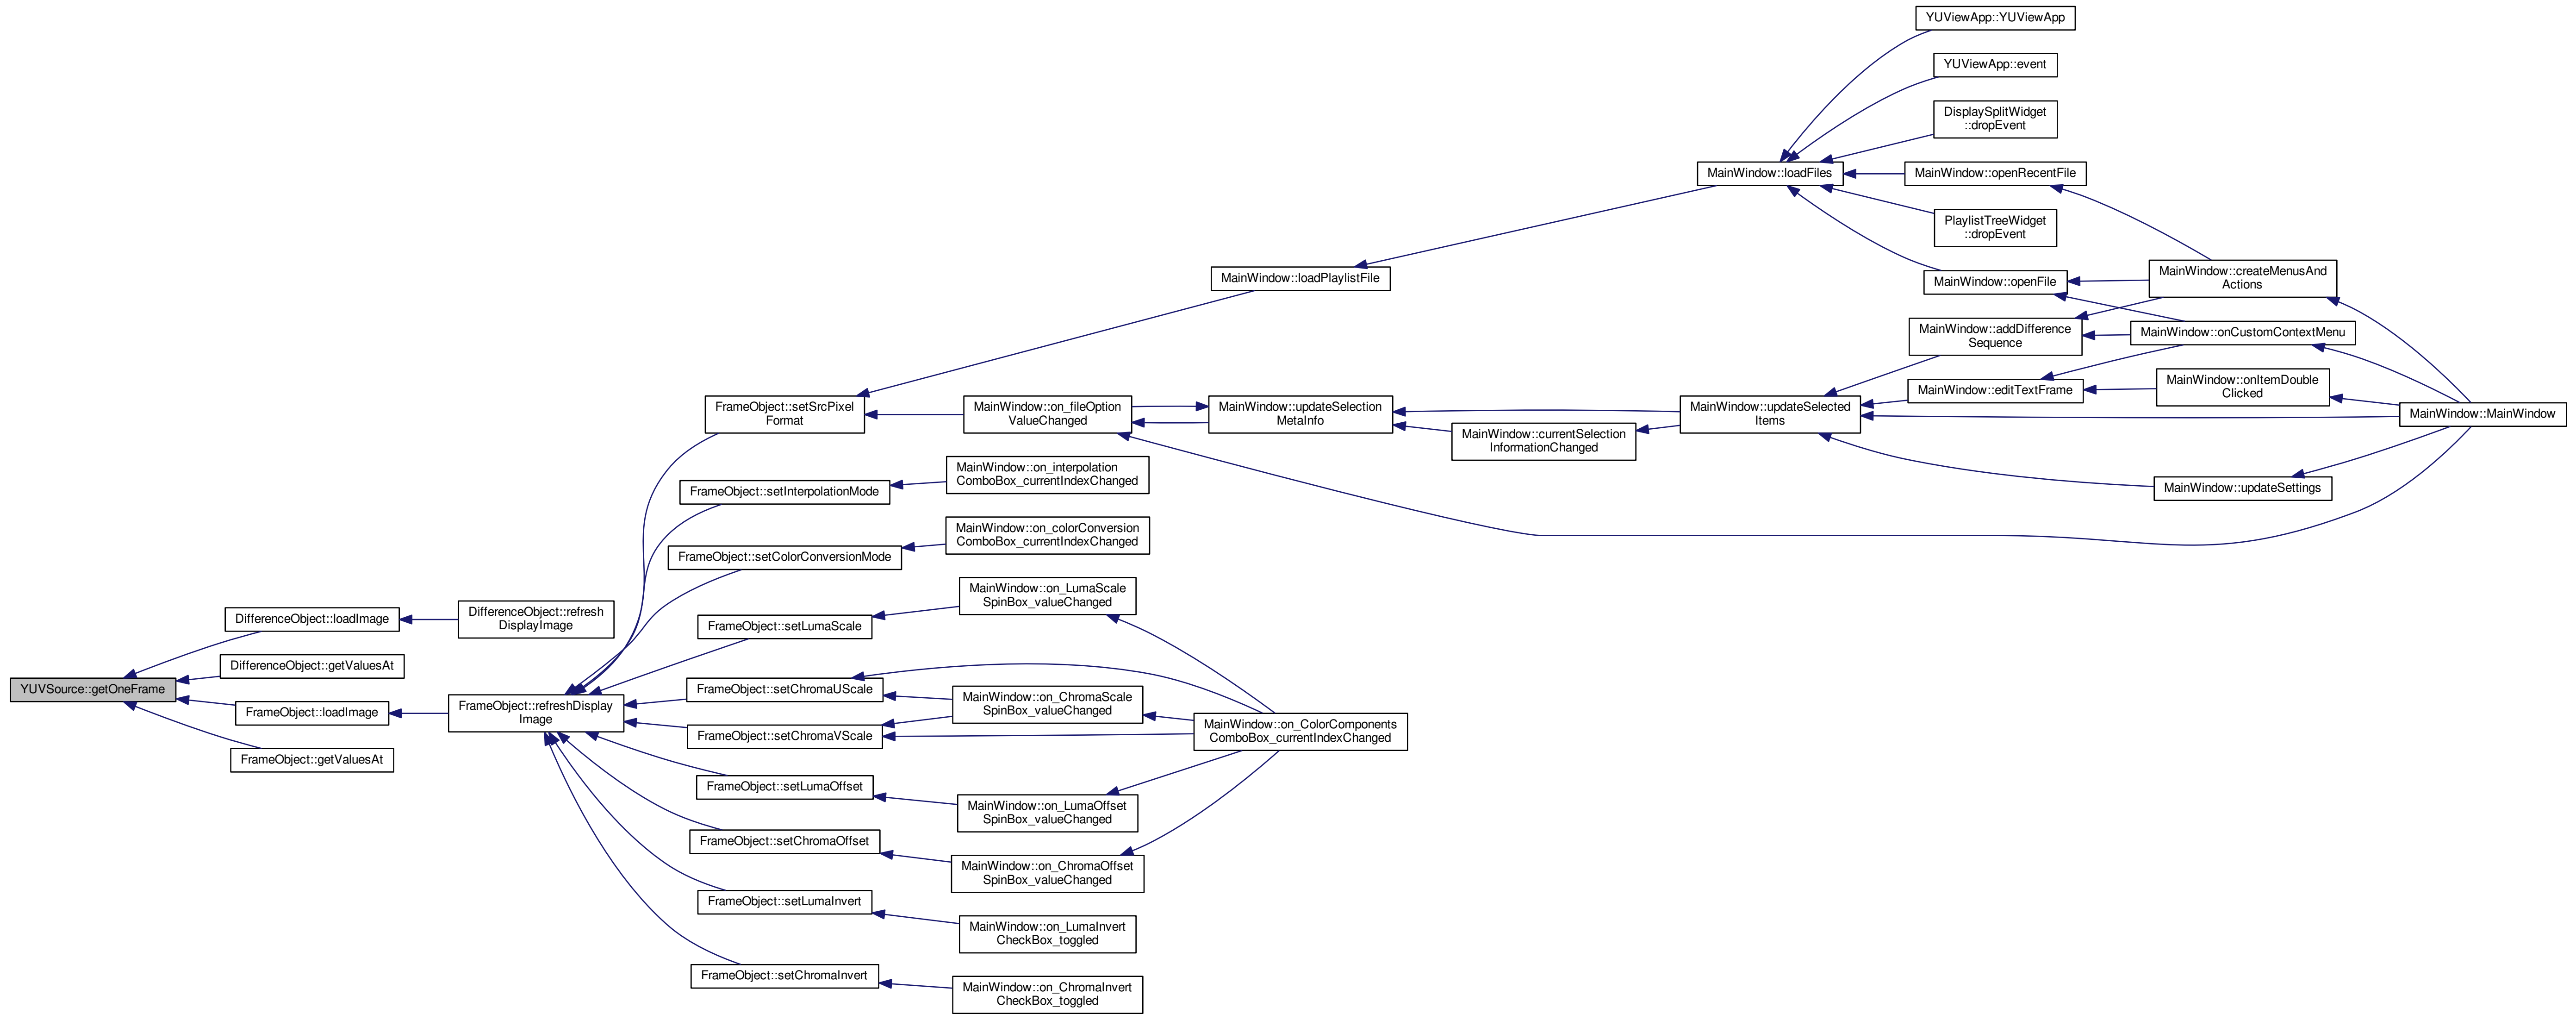 YUViewApp::YUViewApp
YUViewApp::event
DisplaySplitWidget
::dropEvent
MainWindow::loadFiles
MainWindow::openRecentFile
PlaylistTreeWidget
::dropEvent
MainWindow::loadPlaylistFile
MainWindow::openFile
MainWindow::createMenusAnd
Actions
MainWindow::addDifference
Sequence
MainWindow::onCustomContextMenu
FrameObject::setSrcPixel
Format
MainWindow::on_fileOption
ValueChanged
MainWindow::updateSelection
MetaInfo
MainWindow::currentSelection
InformationChanged
MainWindow::updateSelected
Items
MainWindow::editTextFrame
MainWindow::onItemDouble
Clicked
MainWindow::MainWindow
MainWindow::updateSettings
FrameObject::setInterpolationMode
MainWindow::on_interpolation
ComboBox_currentIndexChanged
FrameObject::setColorConversionMode
MainWindow::on_colorConversion
ComboBox_currentIndexChanged
DifferenceObject::loadImage
DifferenceObject::refresh
DisplayImage
FrameObject::setLumaScale
MainWindow::on_LumaScale
SpinBox_valueChanged
YUVSource::getOneFrame
DifferenceObject::getValuesAt
FrameObject::loadImage
FrameObject::getValuesAt
FrameObject::refreshDisplay
Image
FrameObject::setChromaUScale
FrameObject::setChromaVScale
MainWindow::on_ChromaScale
SpinBox_valueChanged
MainWindow::on_ColorComponents
ComboBox_currentIndexChanged
FrameObject::setLumaOffset
MainWindow::on_LumaOffset
SpinBox_valueChanged
FrameObject::setChromaOffset
MainWindow::on_ChromaOffset
SpinBox_valueChanged
FrameObject::setLumaInvert
MainWindow::on_LumaInvert
CheckBox_toggled
FrameObject::setChromaInvert
MainWindow::on_ChromaInvert
CheckBox_toggled